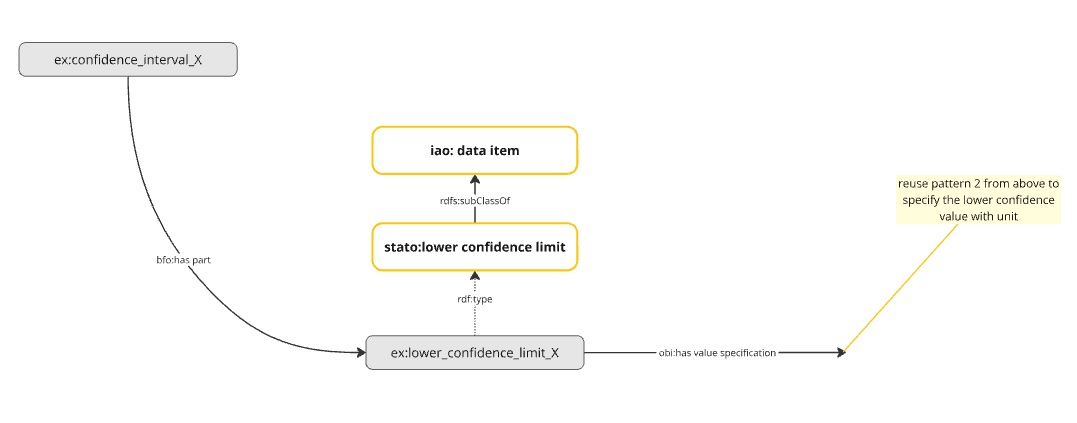 ex:confidence_interval_X
iao: data item
reuse pattern 2 from above to
specify the lower confidence
value with unit
rdfs:subClassOf
stato:lower confidence limit
bfo:has part
rdf:type
ex:lower_confidence_limit_X
obi:has value specification